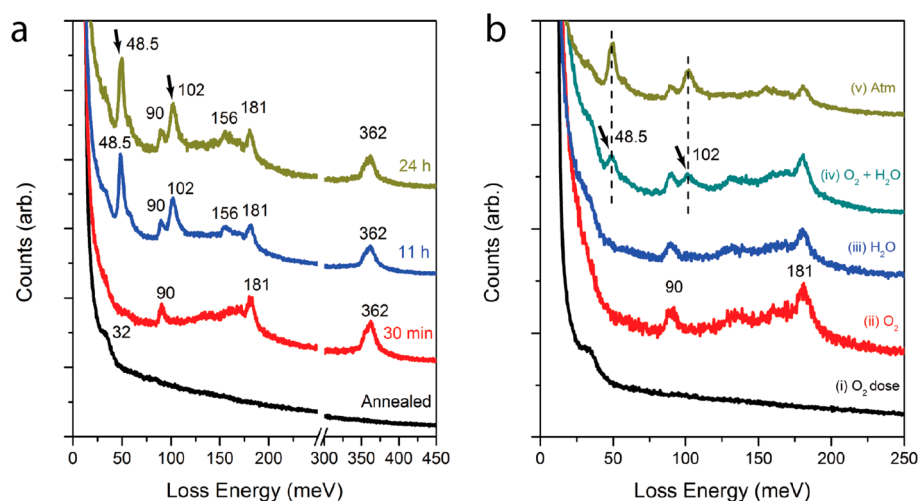 a
48.5
102
90
156
181
362
24 h
48.5
90
102
156
181
362
11 h
90
181
362
30 min
32
Annealed
Counts (arb.)
0 50 100 150 200 250 300 350 400 450
Loss Energy (meV)
b
(v) Atm
48.5
102
(iv) O₂ + H₂O
(iii) H₂O
90
181
(ii) O₂
(i) O₂ dose
Counts (arb.)
0 50 100 150 200 250
Loss Energy (meV)